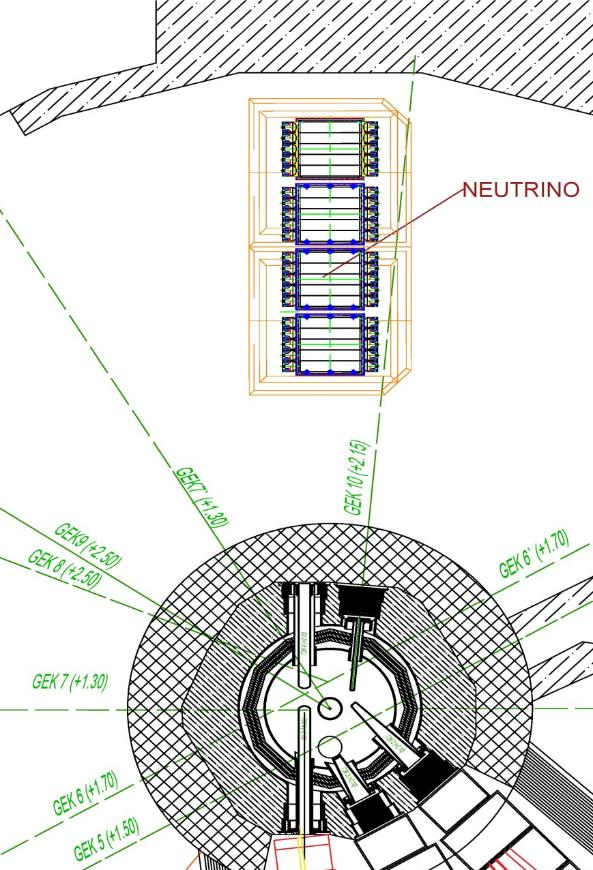 NEUTRINO
GEK 10 (+2.15)
GEK7' (+1.30)
GEK9 (+2.50)
GEK 8 (+2.50)
GEK 6' (+1.70)
GEK 7 (+1.30)
GEK 6 (+1.70)
GEK 5 (+1.50)